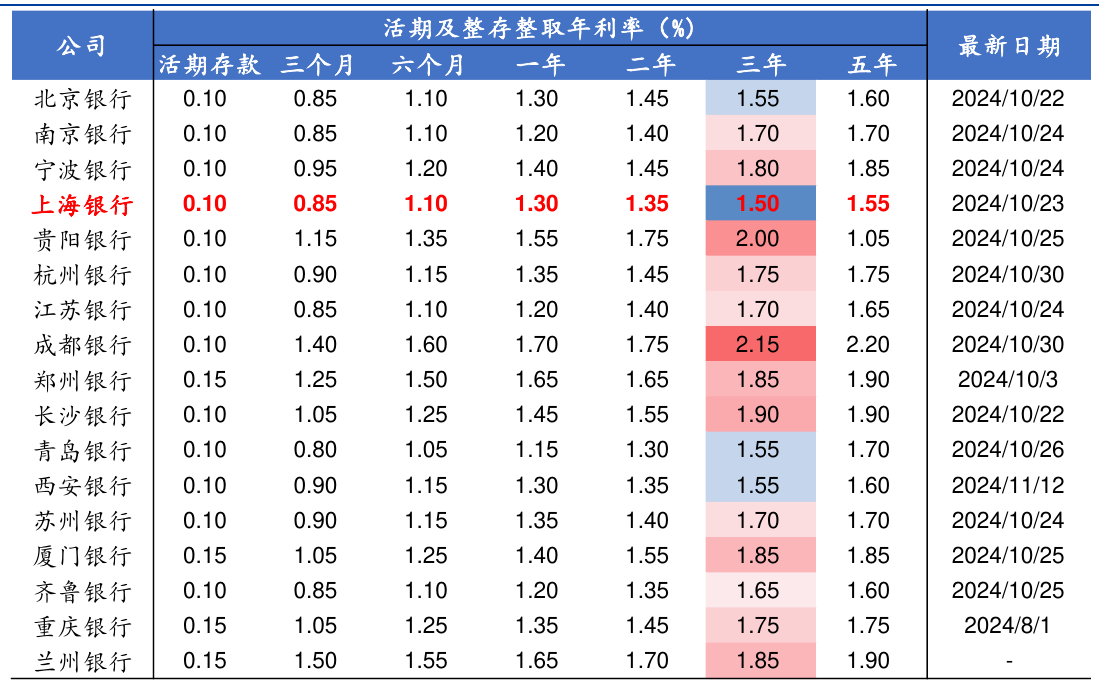 公司 活期及整存整取年利率（%） 最新日期
活期存款 三个月 六个月 一年 二年 三年 五年
北京银行 0.10 0.85 1.10 1.30 1.45 1.55 1.60 2024/10/22
南京银行 0.10 0.85 1.10 1.20 1.40 1.70 1.70 2024/10/24
宁波银行 0.10 0.95 1.20 1.40 1.45 1.80 1.85 2024/10/24
上海银行 0.10 0.85 1.10 1.30 1.35 1.50 1.55 2024/10/23
贵阳银行 0.10 1.15 1.35 1.55 1.75 2.00 1.05 2024/10/25
杭州银行 0.10 0.90 1.15 1.35 1.45 1.75 1.75 2024/10/30
江苏银行 0.10 0.85 1.10 1.20 1.40 1.70 1.65 2024/10/24
成都银行 0.10 1.40 1.60 1.70 1.75 2.15 2.20 2024/10/30
郑州银行 0.15 1.25 1.50 1.65 1.65 1.85 1.90 2024/10/3
长沙银行 0.10 1.05 1.25 1.45 1.55 1.90 1.90 2024/10/22
青岛银行 0.10 0.80 1.05 1.15 1.30 1.55 1.70 2024/10/26
西安银行 0.10 0.90 1.15 1.30 1.35 1.55 1.60 2024/11/12
苏州银行 0.10 0.90 1.15 1.35 1.40 1.70 1.70 2024/10/24
厦门银行 0.15 1.05 1.25 1.40 1.55 1.85 1.85 2024/10/25
齐鲁银行 0.10 0.85 1.10 1.20 1.35 1.65 1.60 2024/10/25
重庆银行 0.15 1.05 1.25 1.35 1.45 1.75 1.75 2024/8/1
兰州银行 0.15 1.50 1.55 1.65 1.70 1.85 1.90 -